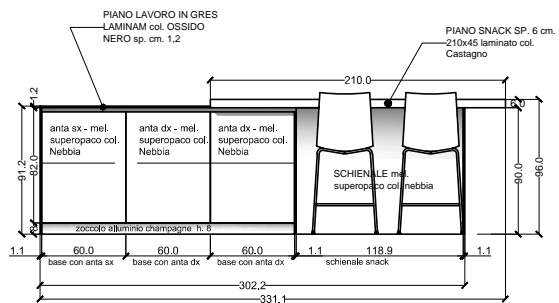 PIANO LAVORO IN GRES
LAMINAM col. OSSIDO
NERO sp. cm. 1,2
PIANO SNACK SP. 6 cm.
210x45 laminato col.
Castagno
210.0
1.2
6.0
91.2
82.0
8
90.0
96.0
anta sx - mel.
superopaco col.
Nebbia
anta dx - mel.
superopaco col.
Nebbia
anta dx - mel.
superopaco col.
Nebbia
SCHIENALE mel.
superopaco col. nebbia
zoccolo alluminio champagne h. 8
1.1
60.0
60.0
60.0
1.1
118.9
1.1
base con anta sx
base con anta dx
base con anta dx
schienale snack
302.2
331.1